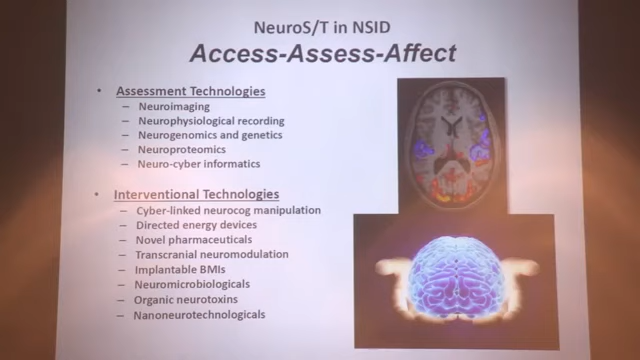 NeuroS/T in NSID
Access-Assess-Affect
• Assessment Technologies
– Neuroimaging
– Neurophysiological recording
– Neurogenomics and genetics
– Neuroproteomics
– Neuro-cyber informatics
• Interventional Technologies
– Cyber-linked neurocog manipulation
– Directed energy devices
– Novel pharmaceuticals
– Transcranial neuromodulation
– Implantable BMIs
– Neuromicrobiologicals
– Organic neurotoxins
– Nanoneurotechnologicals